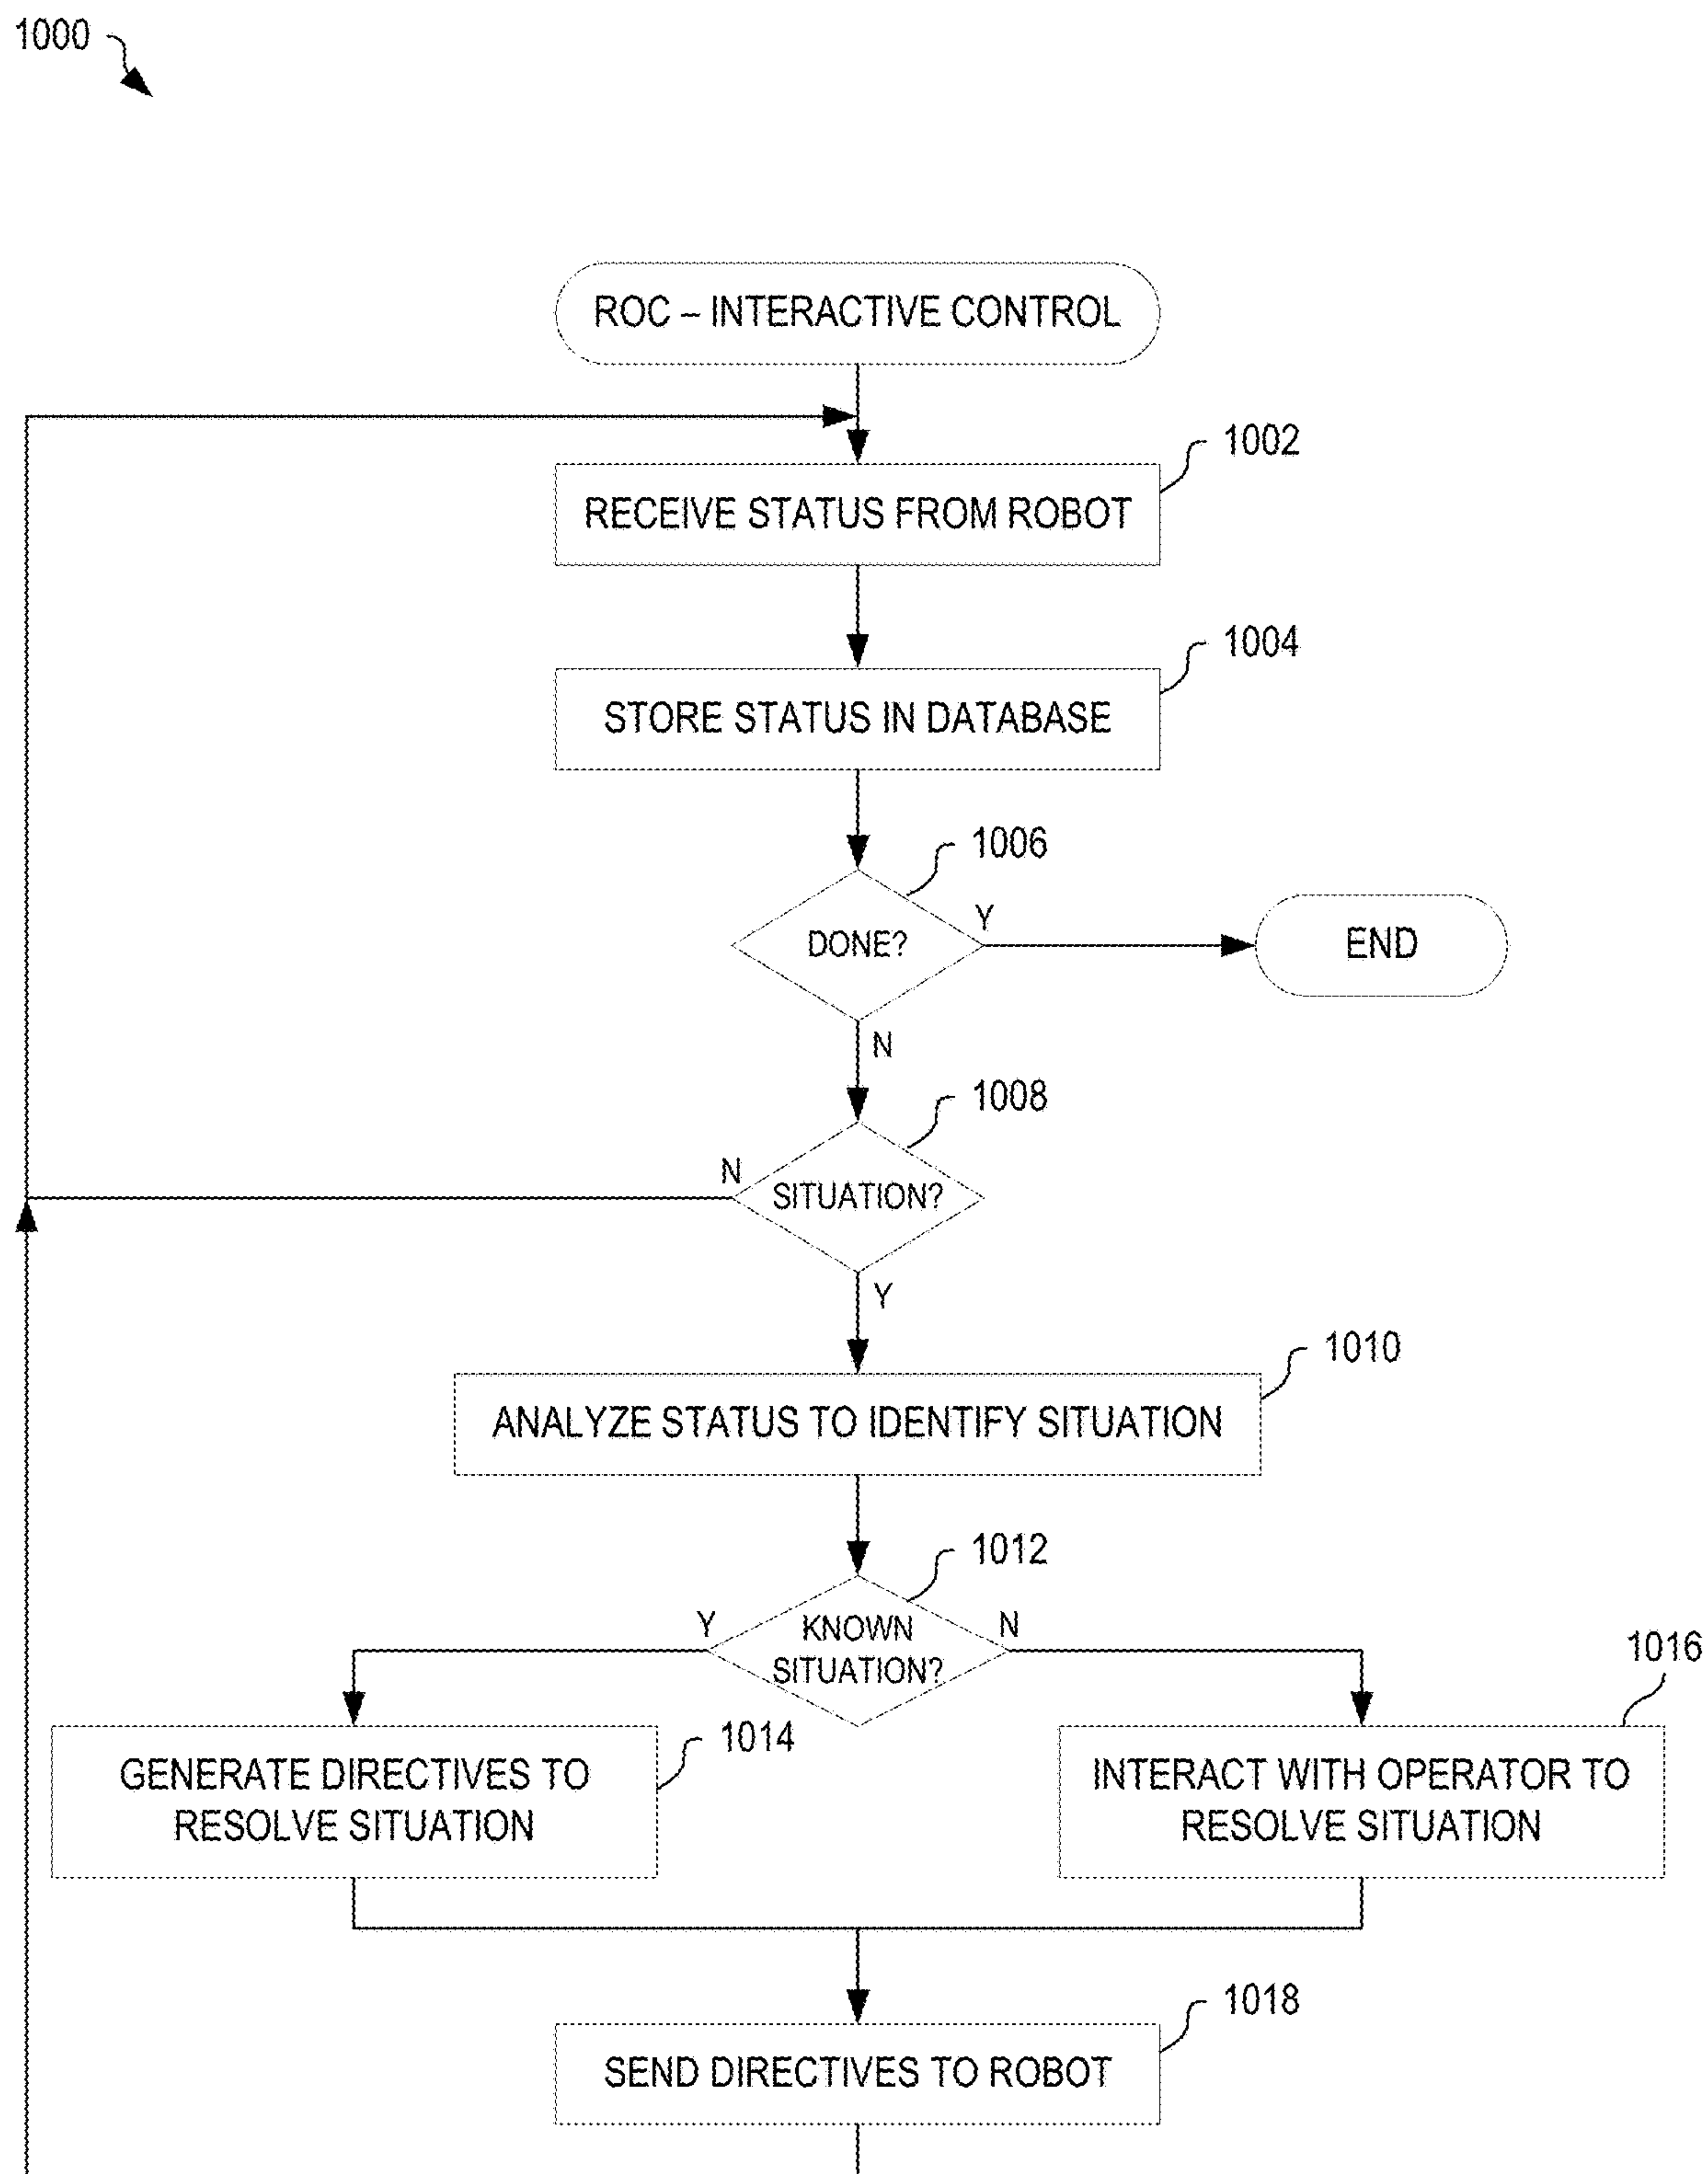 1000
ROC – INTERACTIVE CONTROL
1002
RECEIVE STATUS FROM ROBOT
1004
STORE STATUS IN DATABASE
1006
DONE?
Y
END
N
1008
N
SITUATION?
Y
1010
ANALYZE STATUS TO IDENTIFY SITUATION
1012
Y
KNOWN
SITUATION?
N
1014
GENERATE DIRECTIVES TO
RESOLVE SITUATION
1016
INTERACT WITH OPERATOR TO
RESOLVE SITUATION
1018
SEND DIRECTIVES TO ROBOT